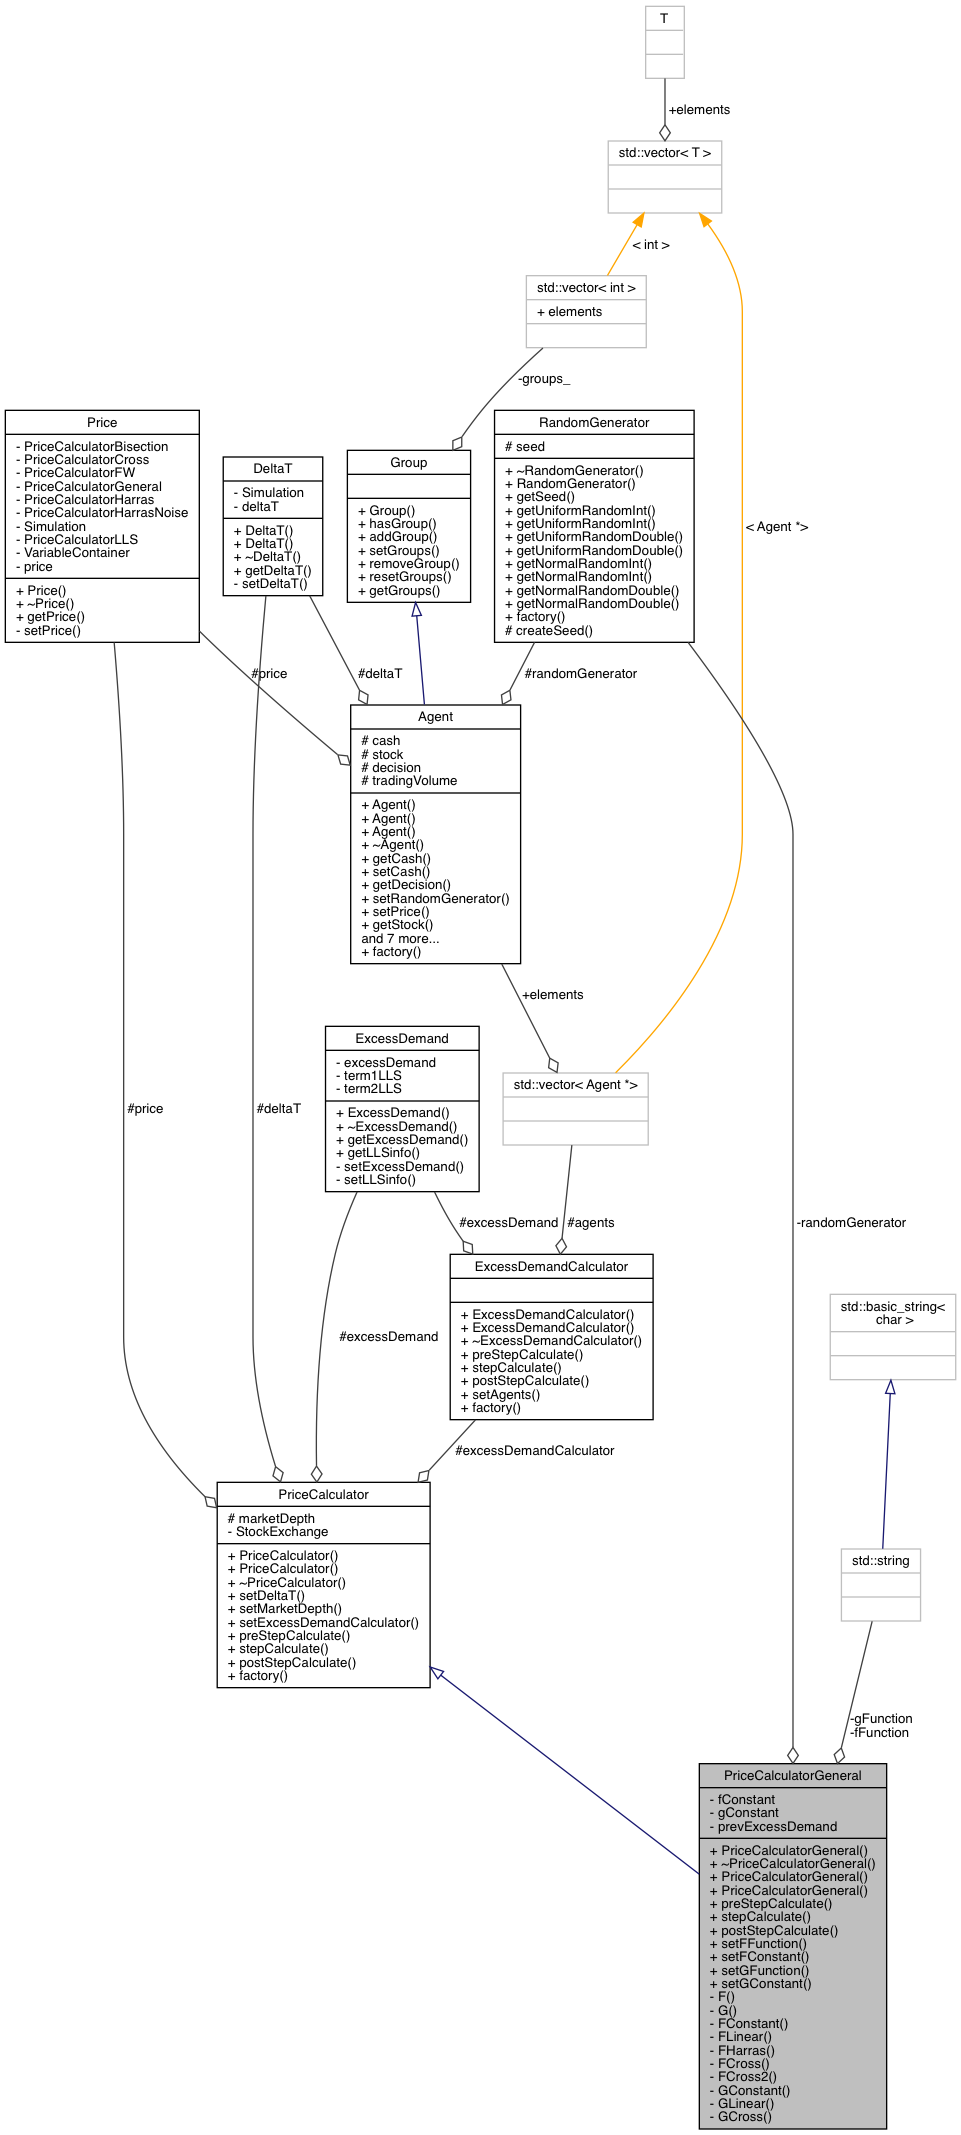 T
+elements
std::vector< T >
< int >
std::vector< int >
+ elements
-groups_
Price
- PriceCalculatorBisection
- PriceCalculatorCross
- PriceCalculatorFW
- PriceCalculatorGeneral
- PriceCalculatorHarras
- PriceCalculatorHarrasNoise
- Simulation
- PriceCalculatorLLS
- VariableContainer
- price
+ Price()
+ ~Price()
+ getPrice()
- setPrice()
DeltaT
- Simulation
- deltaT
+ DeltaT()
+ DeltaT()
+ ~DeltaT()
+ getDeltaT()
- setDeltaT()
Group
+ Group()
+ hasGroup()
+ addGroup()
+ setGroups()
+ removeGroup()
+ resetGroups()
+ getGroups()
RandomGenerator
# seed
+ ~RandomGenerator()
+ RandomGenerator()
+ getSeed()
+ getUniformRandomInt()
+ getUniformRandomInt()
+ getUniformRandomDouble()
+ getUniformRandomDouble()
+ getNormalRandomInt()
+ getNormalRandomInt()
+ getNormalRandomDouble()
+ getNormalRandomDouble()
+ factory()
# createSeed()
< Agent *>
#price
#deltaT
#randomGenerator
Agent
# cash
# stock
# decision
# tradingVolume
+ Agent()
+ Agent()
+ Agent()
+ ~Agent()
+ getCash()
+ setCash()
+ getDecision()
+ setRandomGenerator()
+ setPrice()
+ getStock()
and 7 more...
+ factory()
+elements
ExcessDemand
- excessDemand
- term1LLS
- term2LLS
+ ExcessDemand()
+ ~ExcessDemand()
+ getExcessDemand()
+ getLLSinfo()
- setExcessDemand()
- setLLSinfo()
std::vector< Agent *>
#price
#deltaT
#excessDemand
#agents
-randomGenerator
ExcessDemandCalculator
+ ExcessDemandCalculator()
+ ExcessDemandCalculator()
+ ~ExcessDemandCalculator()
+ preStepCalculate()
+ stepCalculate()
+ postStepCalculate()
+ setAgents()
+ factory()
#excessDemand
std::basic_string<
char >
#excessDemandCalculator
PriceCalculator
# marketDepth
- StockExchange
+ PriceCalculator()
+ PriceCalculator()
+ ~PriceCalculator()
+ setDeltaT()
+ setMarketDepth()
+ setExcessDemandCalculator()
+ preStepCalculate()
+ stepCalculate()
+ postStepCalculate()
+ factory()
std::string
-gFunction
-fFunction
PriceCalculatorGeneral
- fConstant
- gConstant
- prevExcessDemand
+ PriceCalculatorGeneral()
+ ~PriceCalculatorGeneral()
+ PriceCalculatorGeneral()
+ PriceCalculatorGeneral()
+ preStepCalculate()
+ stepCalculate()
+ postStepCalculate()
+ setFFunction()
+ setFConstant()
+ setGFunction()
+ setGConstant()
- F()
- G()
- FConstant()
- FLinear()
- FHarras()
- FCross()
- FCross2()
- GConstant()
- GLinear()
- GCross()